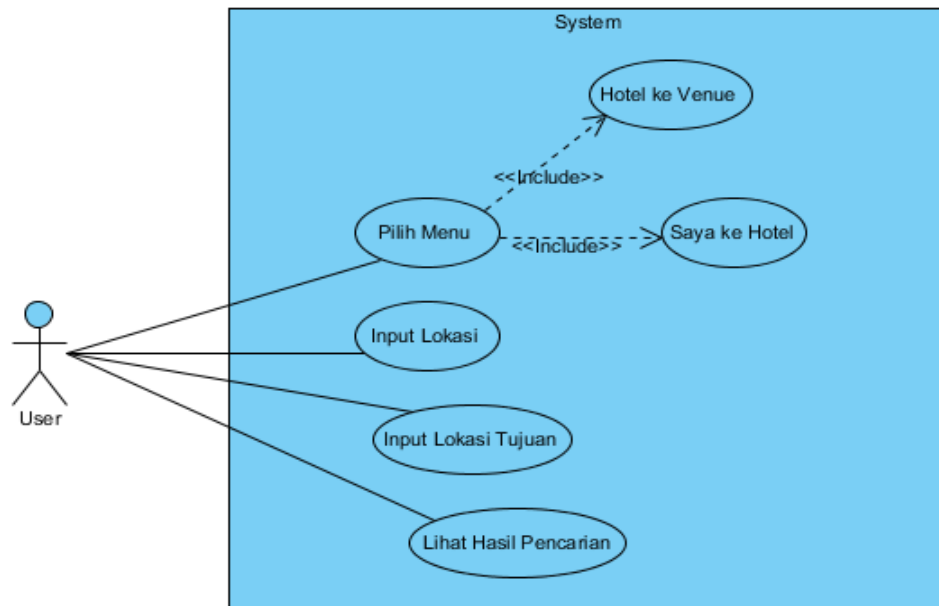 System
Hotel ke Venue
<<Include>>
Pilih Menu
Saya ke Hotel
<<Include>>
Input Lokasi
User
Input Lokasi Tujuan
Lihat Hasil Pencarian